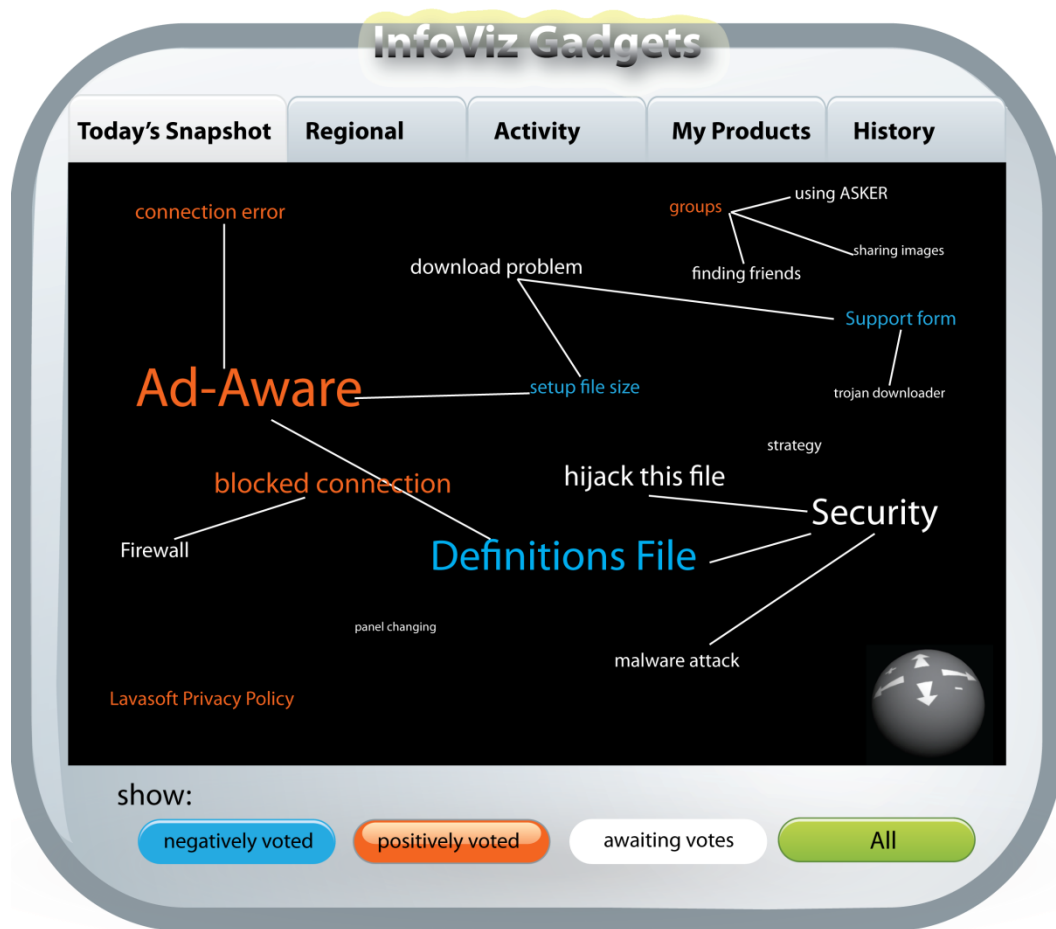 InfoViz Gadgets
Today's Snapshot
Regional
Activity
My Products
History
connection error
groups
using ASKER
sharing images
finding friends
download problem
Support form
Ad-Aware
setup file size
trojan downloader
strategy
blocked connection
hijack this file
Security
Firewall
Definitions File
panel changing
malware attack
Lavasoft Privacy Policy
show:
negatively voted
positively voted
awaiting votes
All